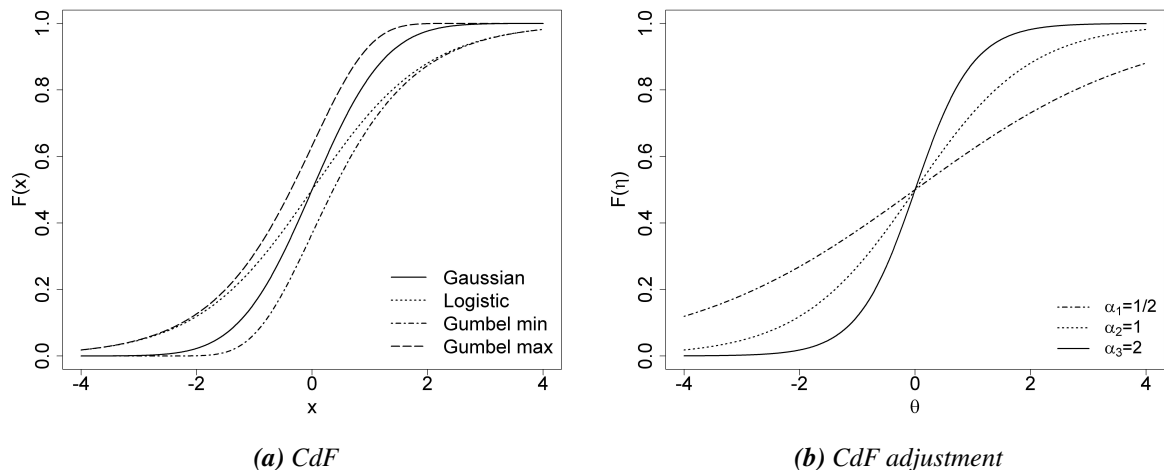 F(x)
1.0
0.8
0.6
0.4
0.2
0.0
-4
-2
0
2
4
x
Gaussian
Logistic
Gumbel min
Gumbel max
(a) CdF
F(η)
1.0
0.8
0.6
0.4
0.2
0.0
-4
-2
0
2
4
θ
α₁=1/2
α₂=1
α₃=2
(b) CdF adjustment